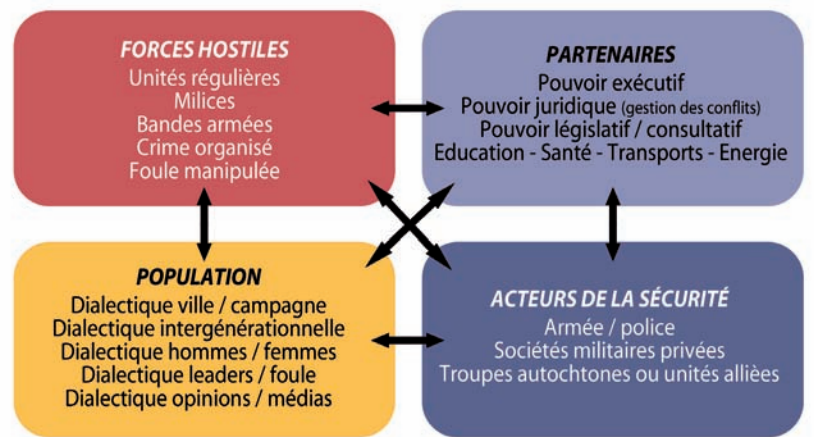 FORCES HOSTILES
Unités régulières
Milices
Bandes armées
Crime organisé
Foule manipulée
PARTENAIRES
Pouvoir exécutif
Pouvoir juridique (gestion des conflits)
Pouvoir législatif / consultatif
Education - Santé - Transports - Energie
POPULATION
Dialectique ville / campagne
Dialectique intergénérationnelle
Dialectique hommes / femmes
Dialectique leaders / foule
Dialectique opinions / médias
ACTEURS DE LA SÉCURITÉ
Armée / police
Sociétés militaires privées
Troupes autochtones ou unités allièes